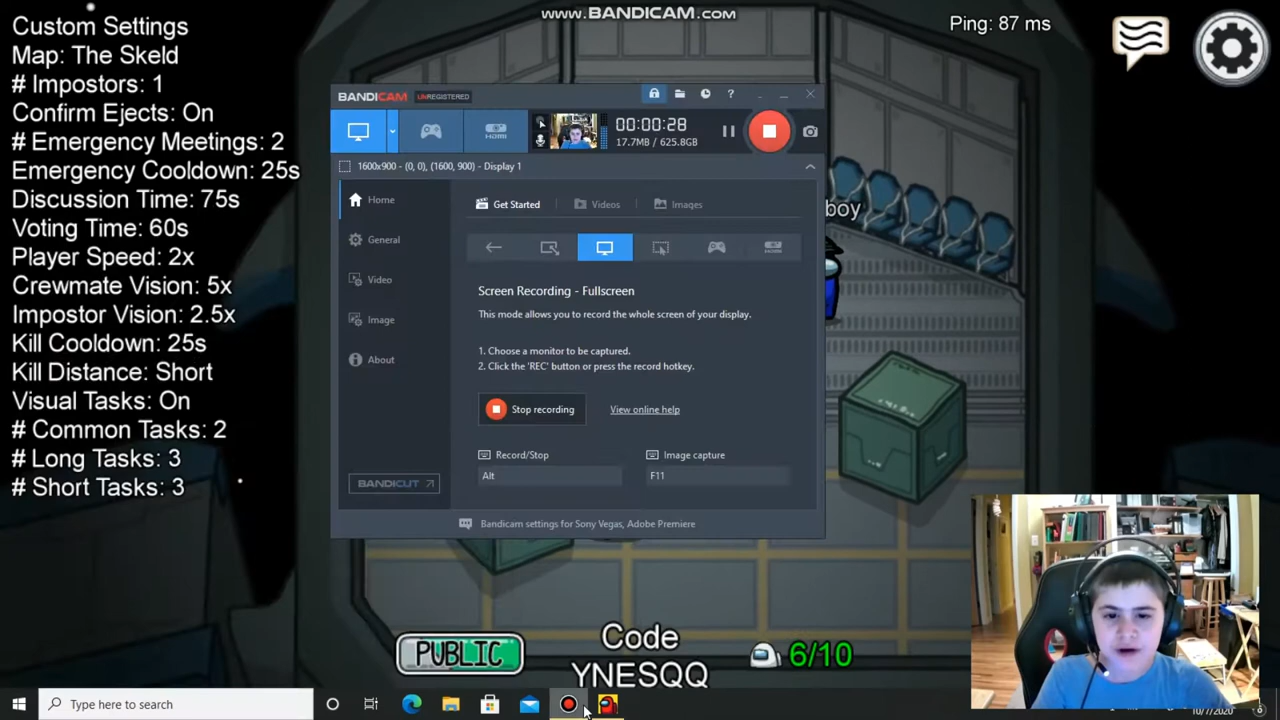 www.BANDICAM.com
Custom Settings
Map: The Skeld
# Impostors: 1
Confirm Ejects: On
# Emergency Meetings: 2
Emergency Cooldown: 25s
Discussion Time: 75s
Voting Time: 60s
Player Speed: 2x
Crewmate Vision: 5x
Impostor Vision: 2.5x
Kill Cooldown: 25s
Kill Distance: Short
Visual Tasks: On
# Common Tasks: 2
# Long Tasks: 3
# Short Tasks: 3
Ping: 87 ms
BANDICAM UNREGISTERED
HDMI
00:00:28
17.7MB / 625.8GB
1600x900 - (0, 0), (1600, 900) - Display 1
Home
General
Video
Image
About
BANDICUT
Get Started
Videos
Images
HDMI
Screen Recording - Fullscreen
This mode allows you to record the whole screen of your display.
1. Choose a monitor to be captured.
2. Click the 'REC' button or press the record hotkey.
Stop recording
View online help
Record/Stop
Image capture
Alt
F11
Bandicam settings for Sony Vegas, Adobe Premiere
boy
PUBLIC
Code
YNESQQ
6/10
Type here to search
10/7/2020